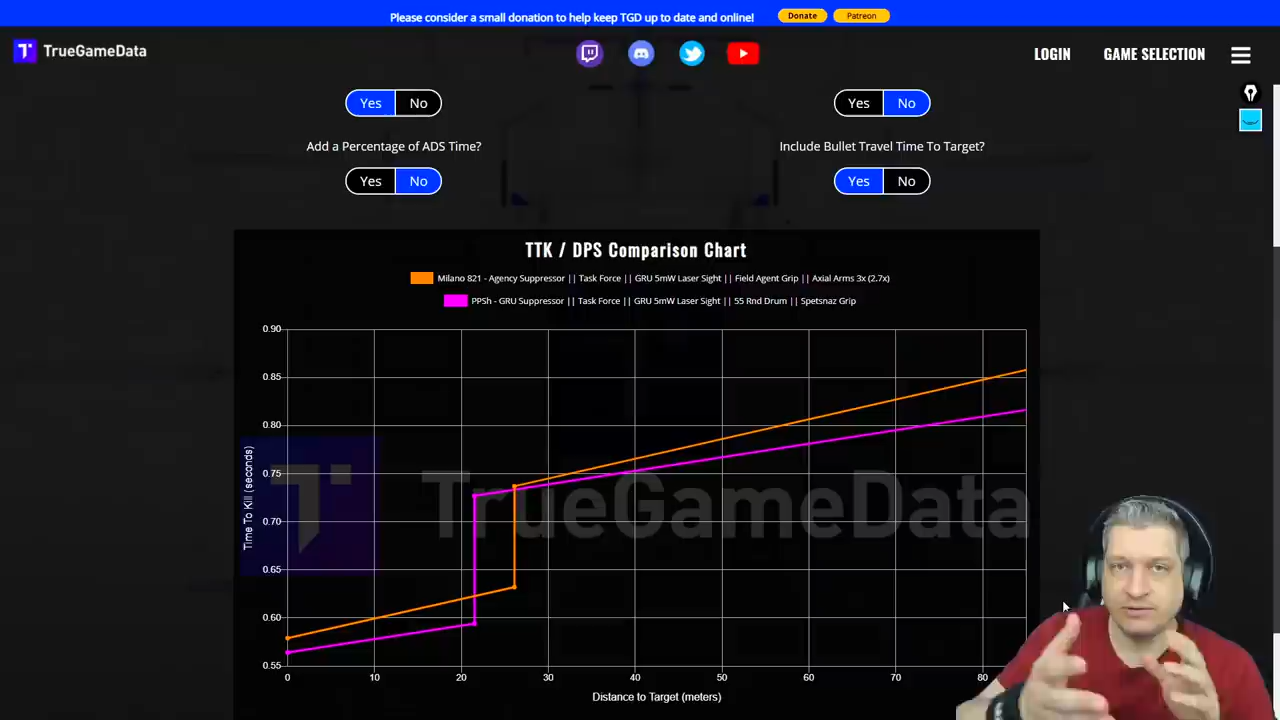 Please consider a small donation to help keep TGD up to date and online! Donate Patreon
TrueGameData LOGIN GAME SELECTION
Yes No Yes No
Add a Percentage of ADS Time? Include Bullet Travel Time To Target?
Yes No Yes No
TTK / DPS Comparison Chart
Milano 821 - Agency Suppressor || Task Force || GRU 5mW Laser Sight || Field Agent Grip || Axial Arms 3x (2.7x)
PPSh - GRU Suppressor || Task Force || GRU 5mW Laser Sight || 55 Rnd Drum || Spetsnaz Grip
0.90
0.85
0.80
0.75
0.70
0.65
0.60
0.55
Time To Kill (seconds)
TrueGameData
0 10 20 30 40 50 60 70 80
Distance to Target (meters)